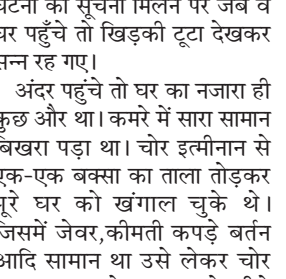 घटना की सूचना मिलने पर जब वे
घर पहुँचे तो खिड़की टूटा देखकर
सन्न रह गए।
अंदर पहुंचे तो घर का नजारा ही
कुछ और था। कमरे में सारा सामान
बिखरा पड़ा था। चोर इत्मीनान से
एक-एक बक्सा का ताला तोड़कर
पूरे घर को खंगाल चुके थे।
जिसमें जेवर,कीमती कपड़े बर्तन
आदि सामान था उसे लेकर चोर